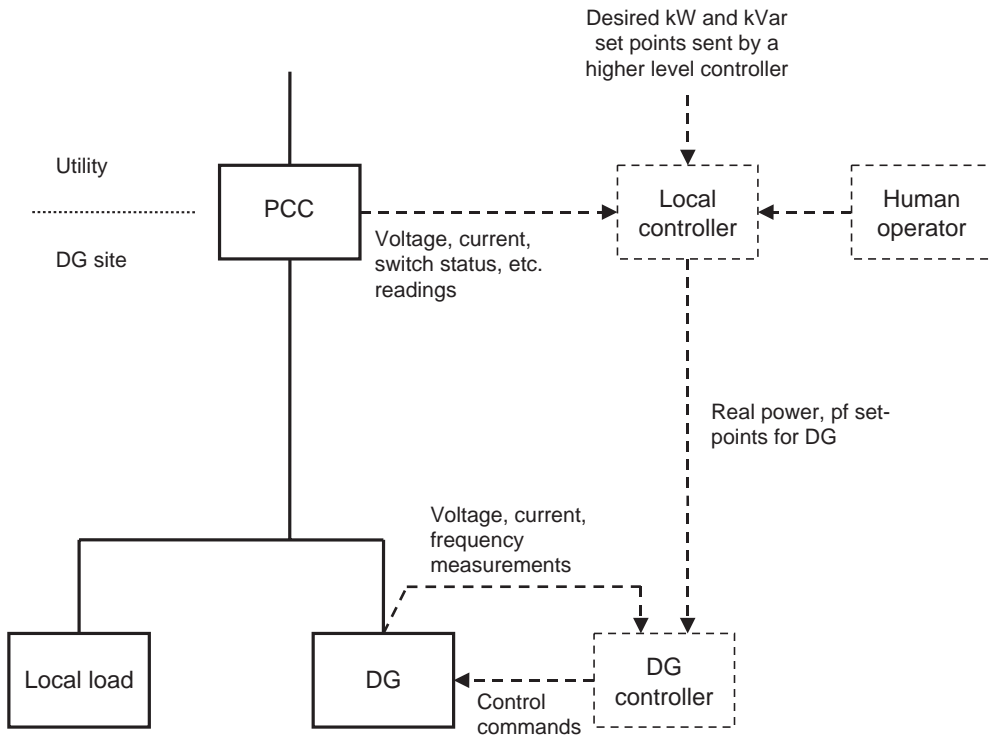 Desired kW and kVar
set points sent by a
higher level controller
Utility
PCC
Local
controller
Human
operator
DG site
Voltage, current,
switch status, etc.
readings
Real power, pf set-
points for DG
Voltage, current,
frequency
measurements
Local load
DG
DG
controller
Control
commands